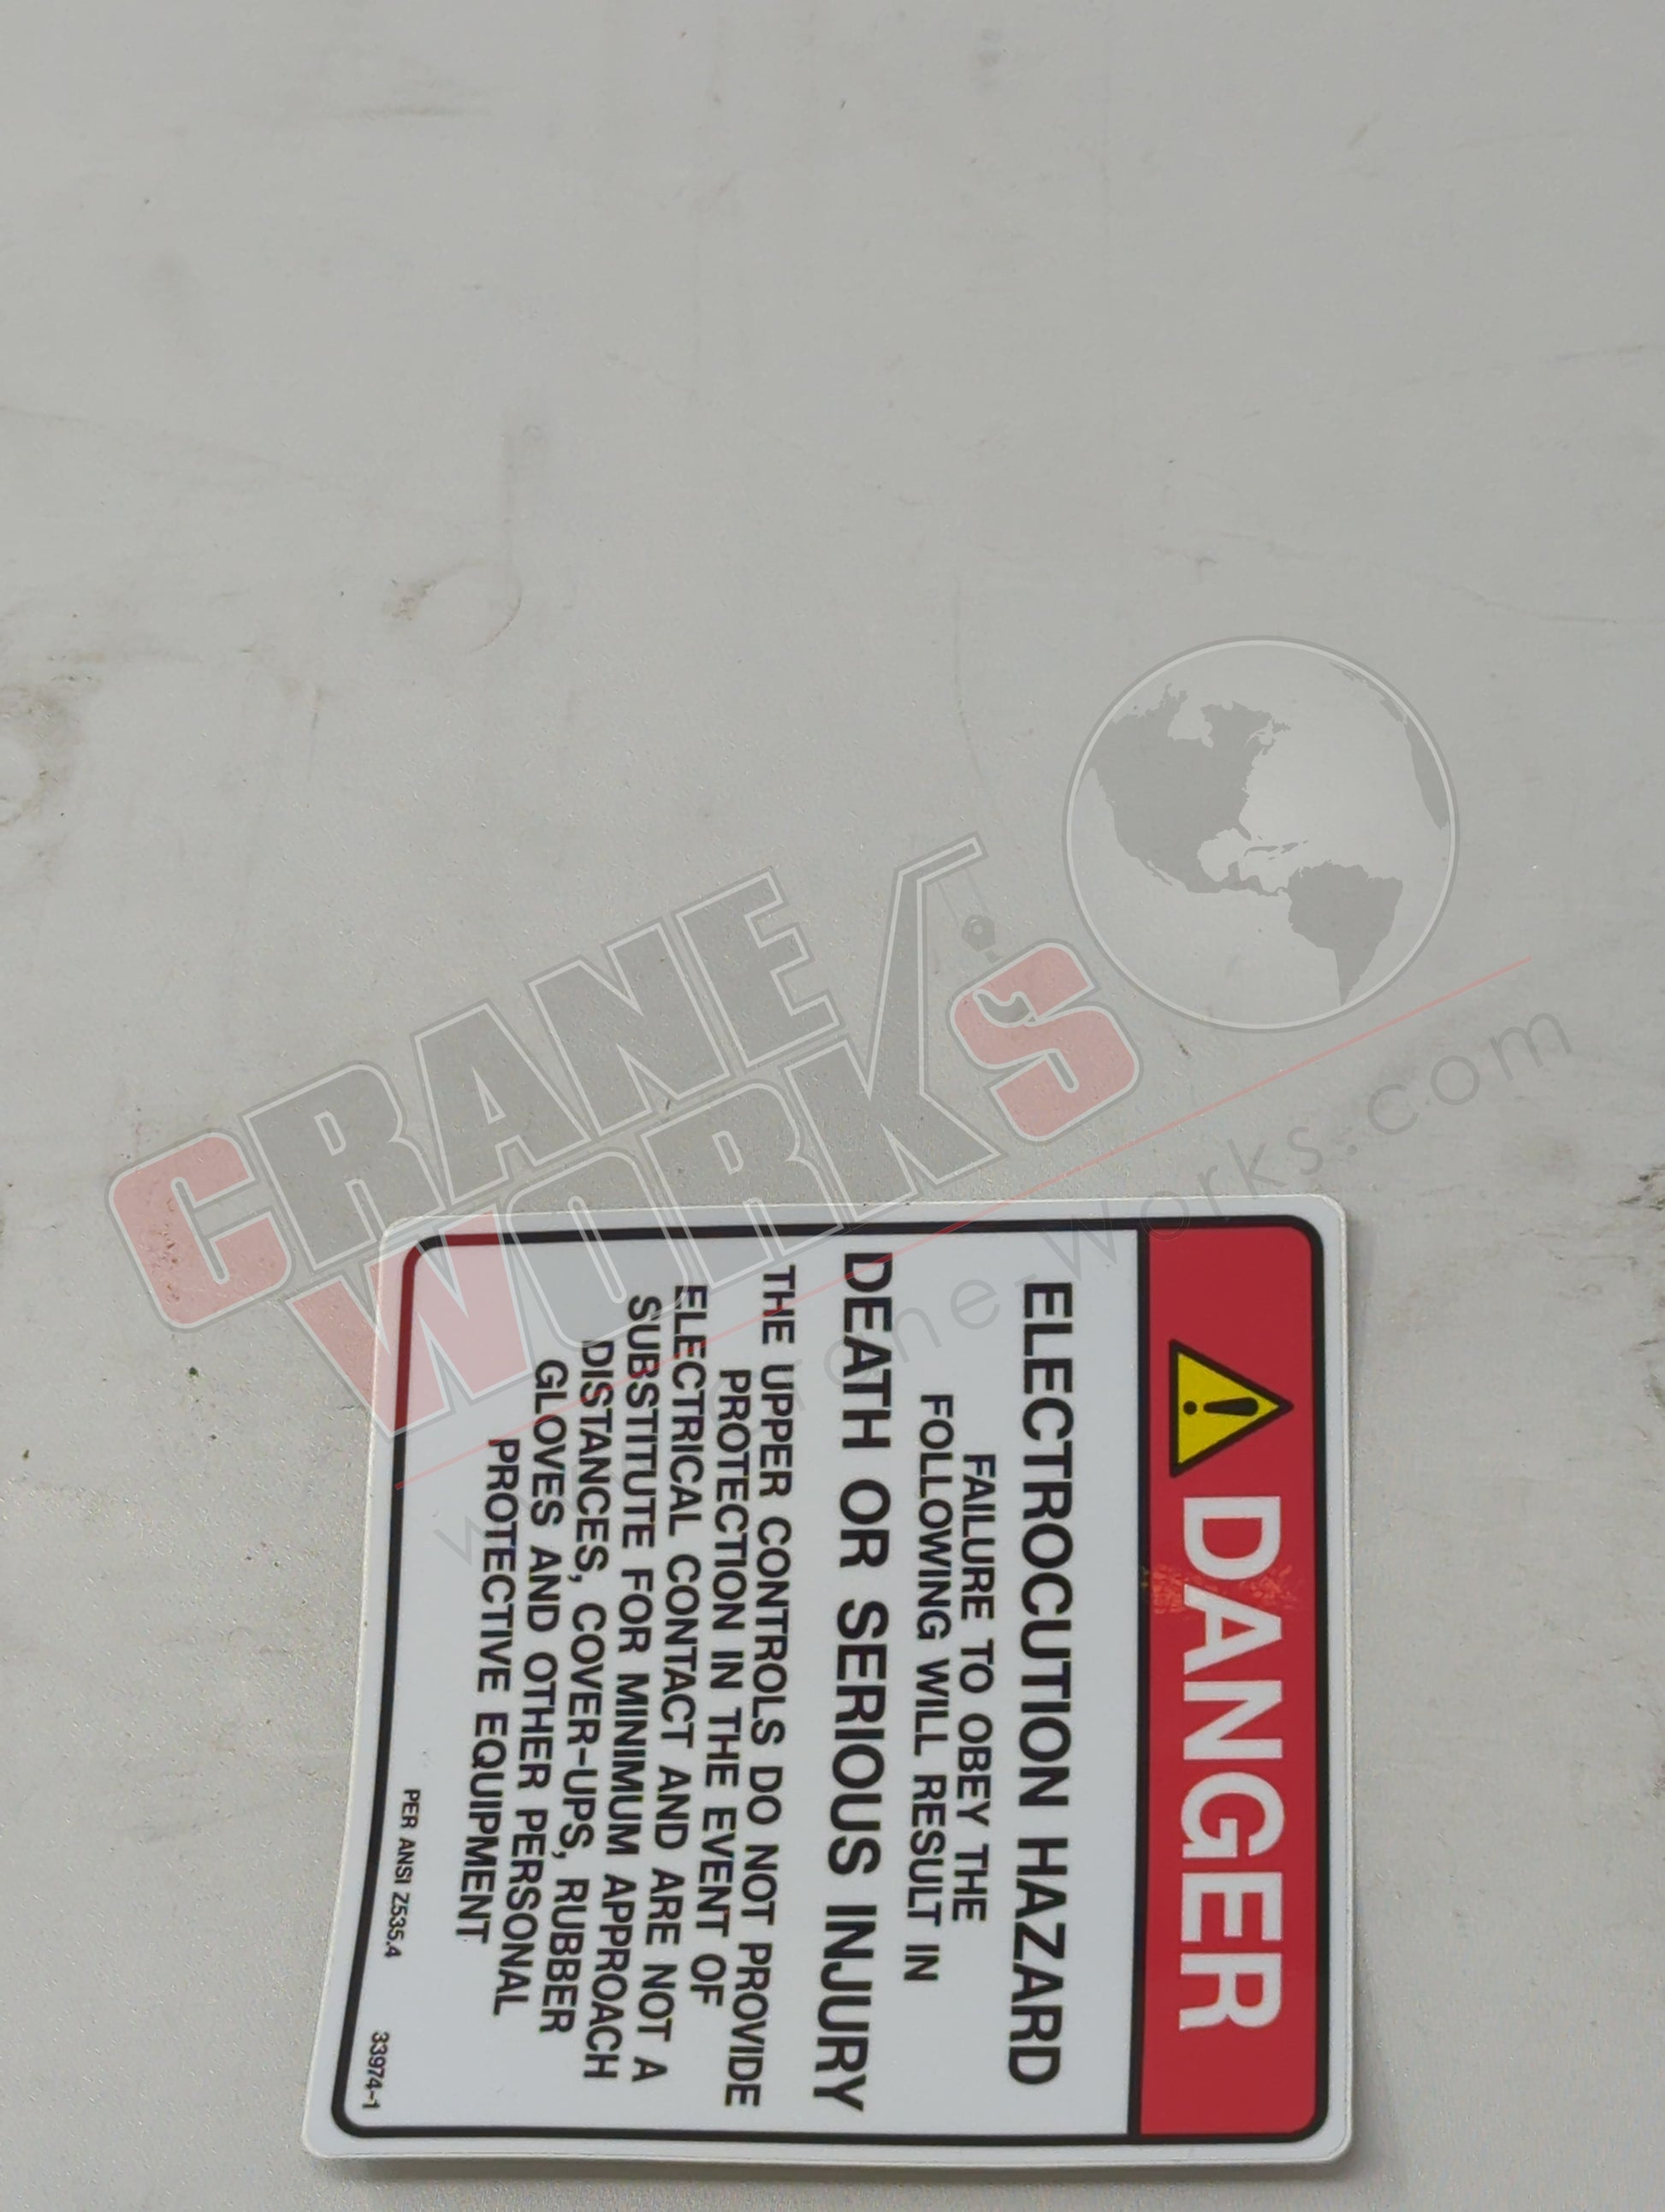 DANGER
ELECTROCUTION HAZARD
FAILURE TO OBEY THE
FOLLOWING WILL RESULT IN
DEATH OR SERIOUS INJURY
THE UPPER CONTROLS DO NOT PROVIDE
PROTECTION IN THE EVENT OF
ELECTRICAL CONTACT AND ARE NOT A
SUBSTITUTE FOR MINIMUM APPROACH
DISTANCES, COVER-UPS, RUBBER
GLOVES AND OTHER PERSONAL
PROTECTIVE EQUIPMENT
PER ANSI Z535.4
33974-1
CRANE
WORKS
www.crane-works.com